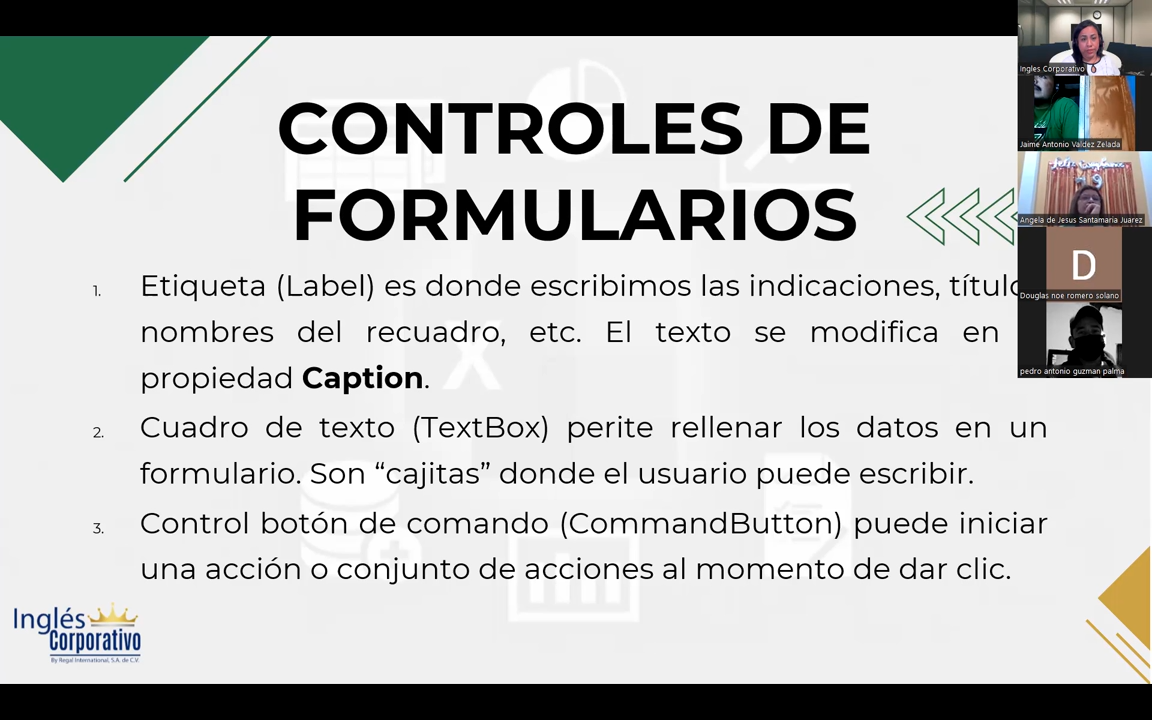 CONTROLES DE
FORMULARIOS
1. Etiqueta (Label) es donde escribimos las indicaciones,
nombres del recuadro, etc. El texto se modifica en
propiedad Caption.
2. Cuadro de texto (TextBox) perite rellenar los datos en un
formulario. Son “cajitas” donde el usuario puede escribir.
3. Control botón de comando (CommandButton) puede iniciar
una acción o conjunto de acciones al momento de dar clic.
Inglés
Corporativo
By Regal International, S.A. de C.V.
Ingles Corporativo
Jaime Antonio Valdez Zelada
Angela de Jesus Santamaria Juarez
D
Douglas noe romero solano
pedro antonio guzman palma